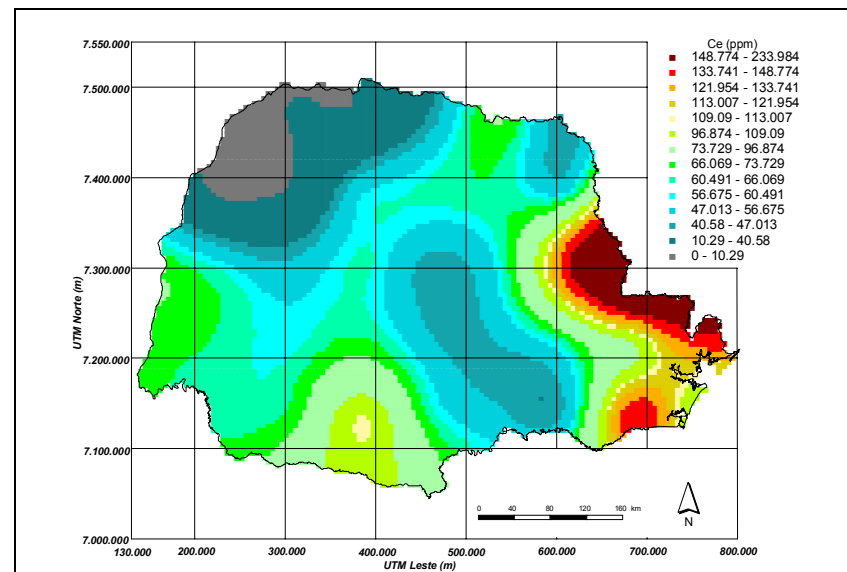 Ce (ppm)
148.774 - 233.984
133.741 - 148.774
121.954 - 133.741
113.007 - 121.954
109.09 - 113.007
96.874 - 109.09
73.729 - 96.874
66.069 - 73.729
60.491 - 66.069
56.675 - 60.491
47.013 - 56.675
40.58 - 47.013
10.29 - 40.58
0 - 10.29
7.550.000
7.500.000
7.400.000
7.300.000
7.200.000
7.100.000
7.000.000
UTM Norte (m)
0 40 80 120 160 km
N
130.000 200.000 300.000 400.000 500.000 600.000 700.000 800.000
UTM Leste (m)